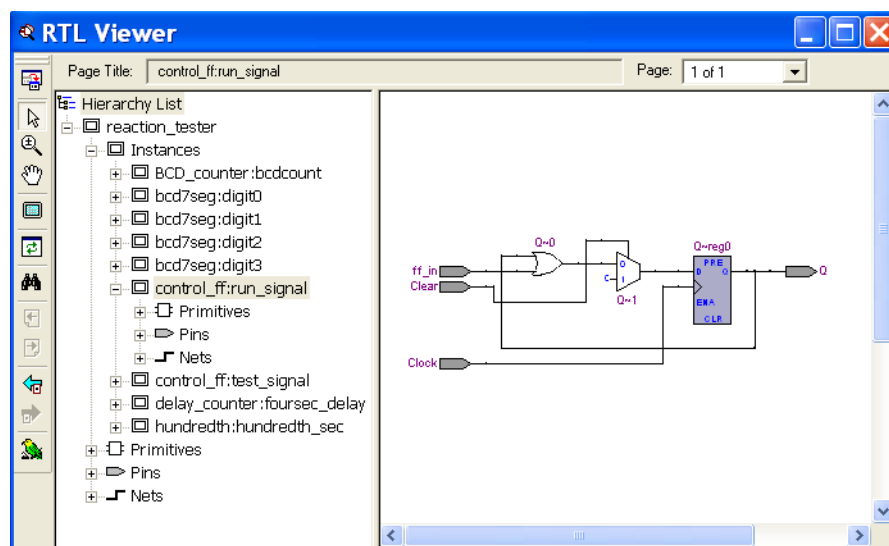 RTL Viewer
Page Title: control_ff:run_signal Page: 1 of 1
Hierarchy List
reaction_tester
Instances
BCD_counter:bcdcount
bcd7seg:digit0
bcd7seg:digit1
bcd7seg:digit2
bcd7seg:digit3
control_ff:run_signal
Primitives
Pins
Nets
control_ff:test_signal
delay_counter:foursec_delay
hundredth:hundredth_sec
Primitives
Pins
Nets
Q~0 Q~reg0
PRE
ff_in 0 D Q Q
Clear C 1
Q~1 ENA
CLR
Clock